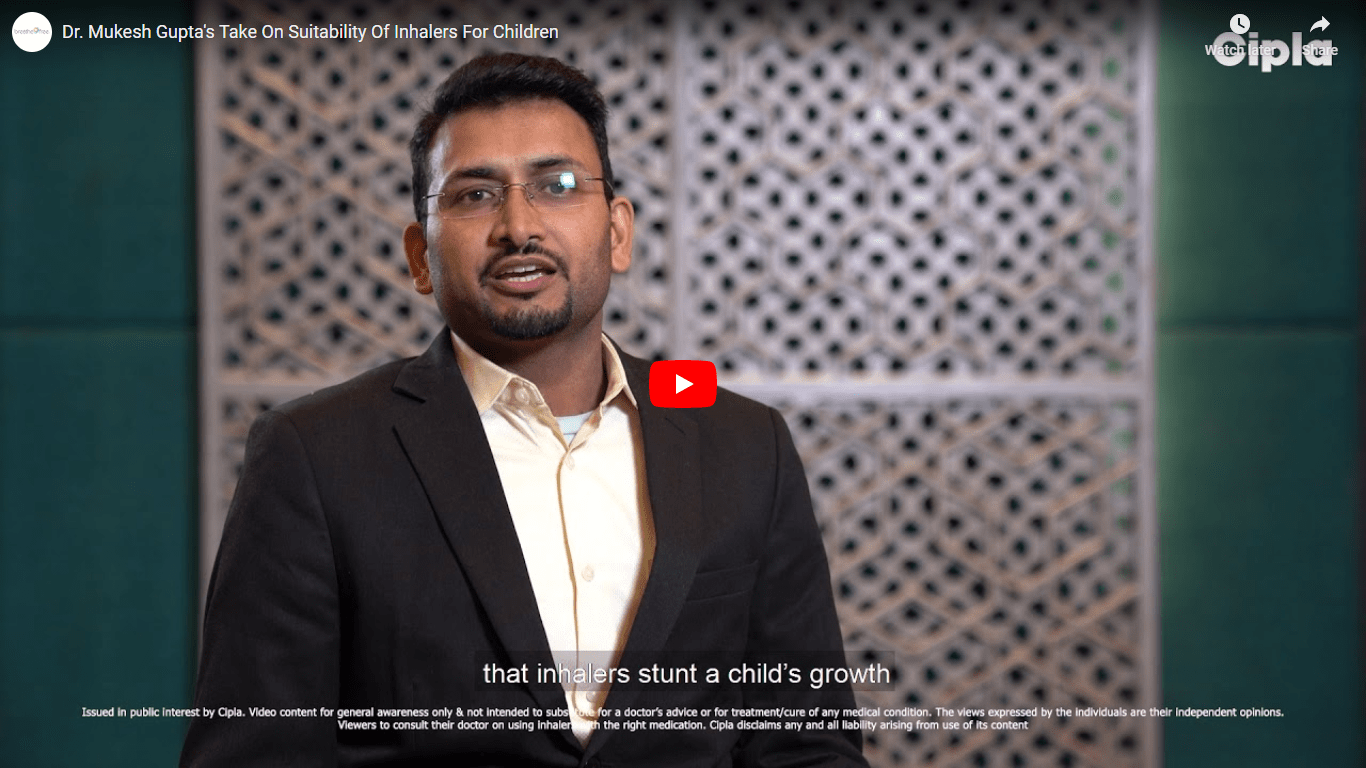 breathefree
Dr. Mukesh Gupta's Take On Suitability Of Inhalers For Children
Cipla
Watch later
Share
that inhalers stunt a child's growth
Issued in public interest by Cipla. Video content for general awareness only & not intended to substitute for a doctor's advice or for treatment/cure of any medical condition. The views expressed by the individuals are their independent opinions.
Viewers to consult their doctor on using inhalers with the right medication. Cipla disclaims any and all liability arising from use of its content